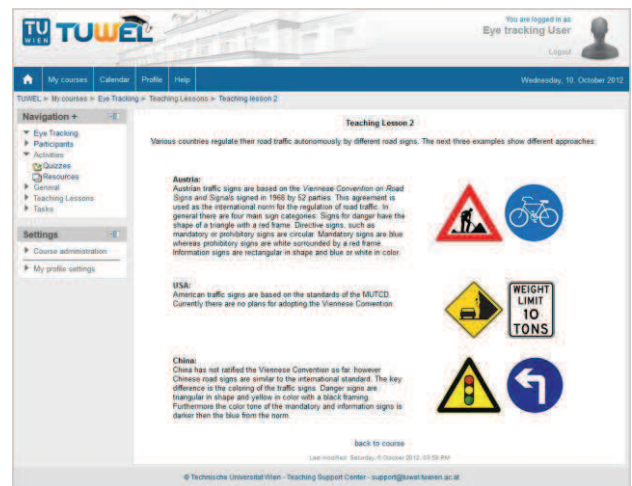 TU WIEN TUWEL
You are logged in as
Eye tracking User
Logout
My courses Calendar Profile Help Wednesday, 10. October 2012
TUWEL ► My courses ► Eye Tracking ► Teaching Lessons ► Teaching lesson 2
Navigation +
Eye Tracking
Participants
Activities
Quizzes
Resources
General
Teaching Lessons
Tasks
Settings
Course administration
My profile settings
Teaching Lesson 2
Various countries regulate their road traffic autonomously by different road signs. The next three examples show different approaches:
Austria:
Austrian traffic signs are based on the Viennese Convention on Road
Signs and Signals signed in 1968 by 52 parties. This agreement is
used as the international norm for the regulation of road traffic. In
general there are four main sign categories: Signs for danger have the
shape of a triangle with a red frame. Directive signs, such as
mandatory or prohibitory signs are circular. Mandatory signs are blue
whereas prohibitory signs are white sorrounded by a red frame.
Information signs are rectangular in shape and blue or white in color.
USA:
American traffic signs are based on the standards of the MUTCD.
Currently there are no plans for adopting the Viennese Convention.
WEIGHT
LIMIT
10
TONS
China:
China has not ratified the Viennese Convention so far, however
Chinese road signs are similar to the international standard. The key
difference is the coloring of the traffic signs. Danger signs are
triangular in shape and yellow in color with a black framing.
Furthermore the color tone of the mandatory and information signs is
darker then the blue from the norm.
back to course
Last modified: Saturday, 6 October 2012, 03:59 PM
© Technische Universität Wien - Teaching Support Center - support@tuwel.tuwien.ac.at